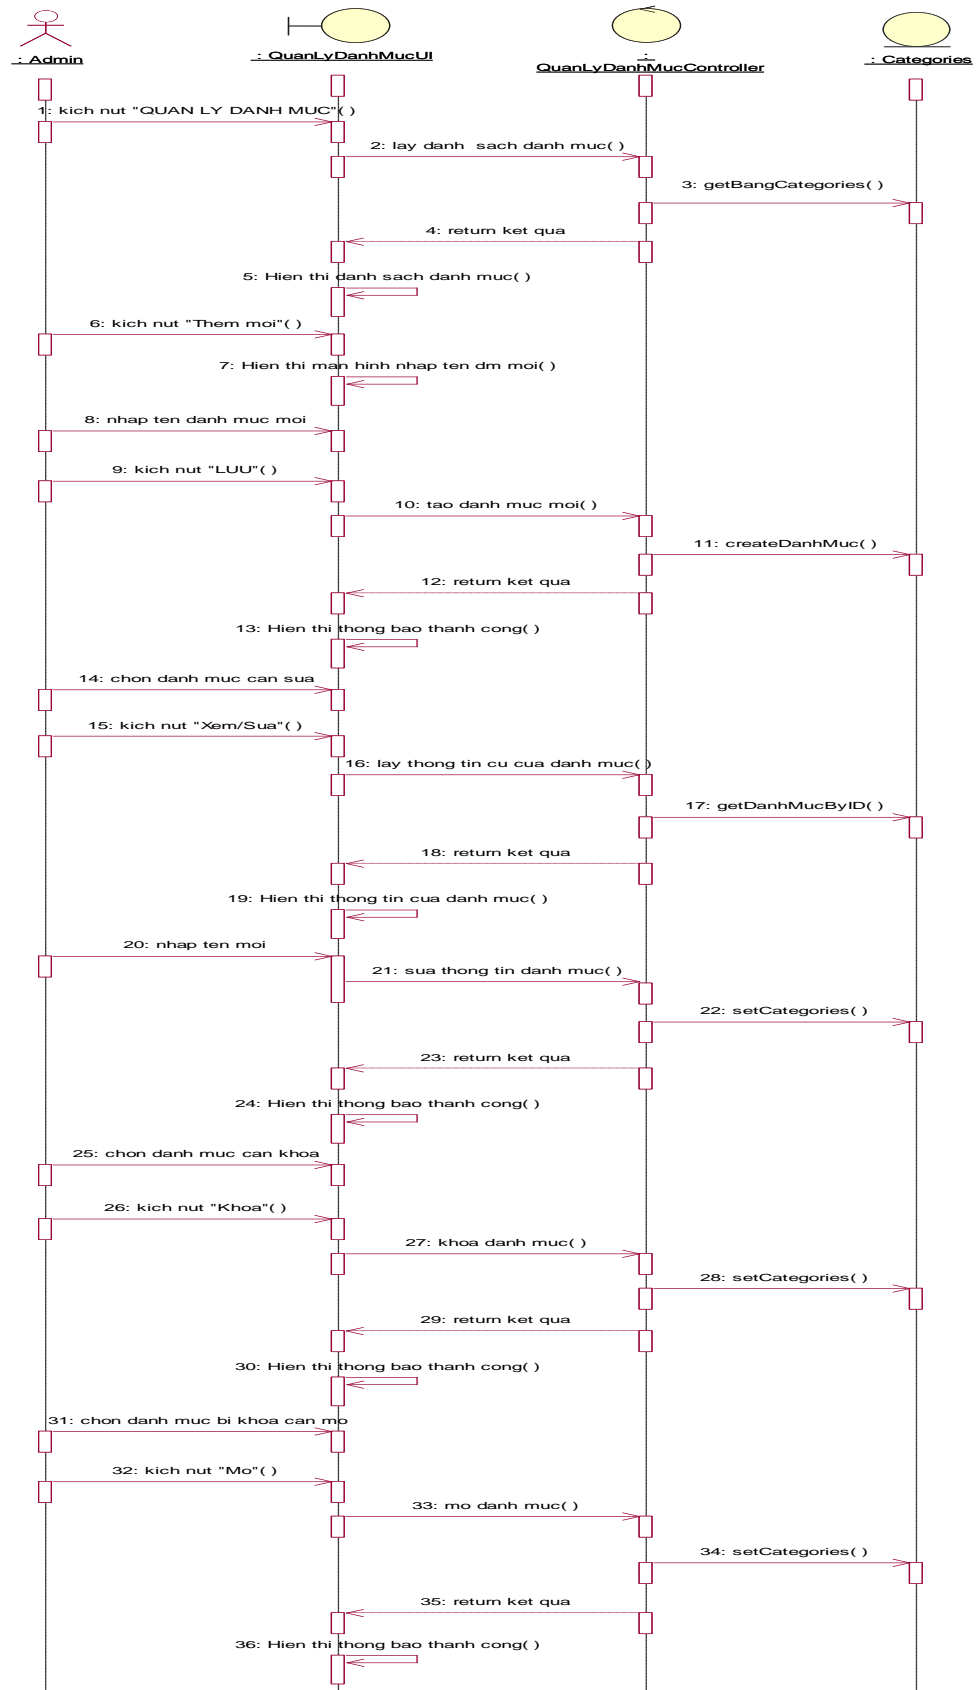 : Admin
: QuanLyDanhMucUI
:
QuanLyDanhMucController
: Categories
1: kich nut "QUAN LY DANH MUC"( )
2: lay danh sach danh muc( )
3: getBangCategories( )
4: return ket qua
5: Hien thi danh sach danh muc( )
6: kich nut "Them moi"( )
7: Hien thi man hinh nhap ten dm moi( )
8: nhap ten danh muc moi
9: kich nut "LUU"( )
10: tao danh muc moi( )
11: createDanhMuc( )
12: return ket qua
13: Hien thi thong bao thanh cong( )
14: chon danh muc can sua
15: kich nut "Xem/Sua"( )
16: lay thong tin cu cua danh muc( )
17: getDanhMucByID( )
18: return ket qua
19: Hien thi thong tin cua danh muc( )
20: nhap ten moi
21: sua thong tin danh muc( )
22: setCategories( )
23: return ket qua
24: Hien thi thong bao thanh cong( )
25: chon danh muc can khoa
26: kich nut "Khoa"( )
27: khoa danh muc( )
28: setCategories( )
29: return ket qua
30: Hien thi thong bao thanh cong( )
31: chon danh muc bi khoa can mo
32: kich nut "Mo"( )
33: mo danh muc( )
34: setCategories( )
35: return ket qua
36: Hien thi thong bao thanh cong( )